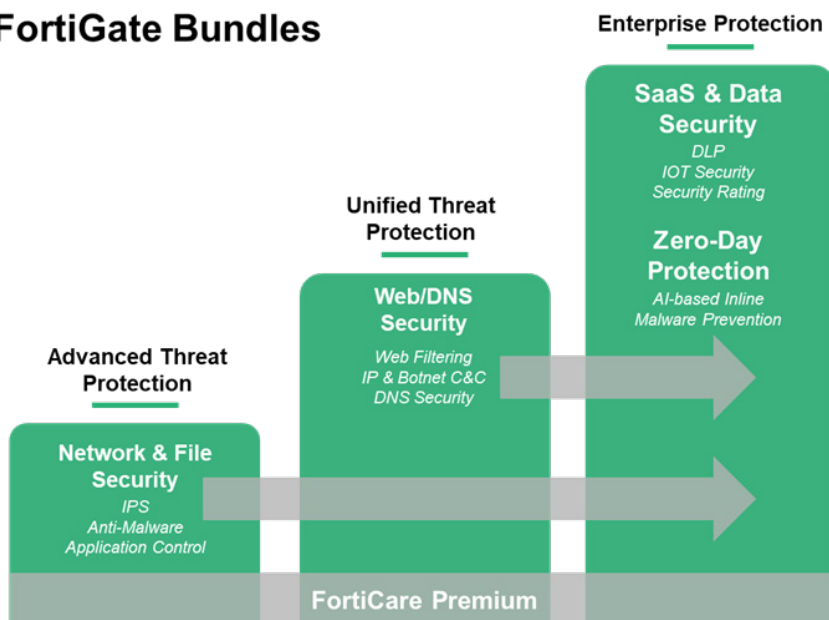 FortiGate Bundles
Enterprise Protection
SaaS & Data
Security
DLP
IOT Security
Security Rating
Zero-Day
Protection
AI-based Inline
Malware Prevention
Unified Threat
Protection
Web/DNS
Security
Web Filtering
IP & Botnet C&C
DNS Security
Advanced Threat
Protection
Network & File
Security
IPS
Anti-Malware
Application Control
FortiCare Premium